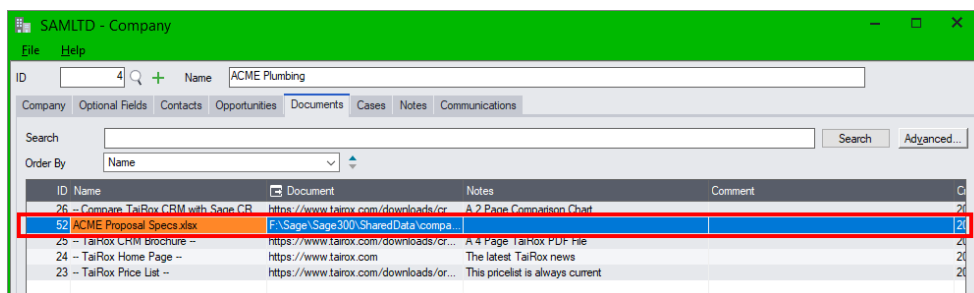 SAMLTD - Company
File Help
ID 4 Name ACME Plumbing
Company Optional Fields Contacts Opportunities Documents Cases Notes Communications
Search Search Advanced...
Order By Name
ID Name Document Notes Comment
26 -- Compare TaiRox CRM with Sage CR... https://www.tairox.com/downloads/cr... A 2 Page Comparison Chart 20
52 ACME Proposal Specs.xlsx F:\Sage\Sage300\SharedData\compa... 20
25 -- TaiRox CRM Brochure -- https://www.tairox.com/downloads/cr... A 4 Page TaiRox PDF File 20
24 -- TaiRox Home Page -- https://www.tairox.com The latest TaiRox news 20
23 -- TaiRox Price List -- https://www.tairox.com/downloads/or... This pricelist is always current 20